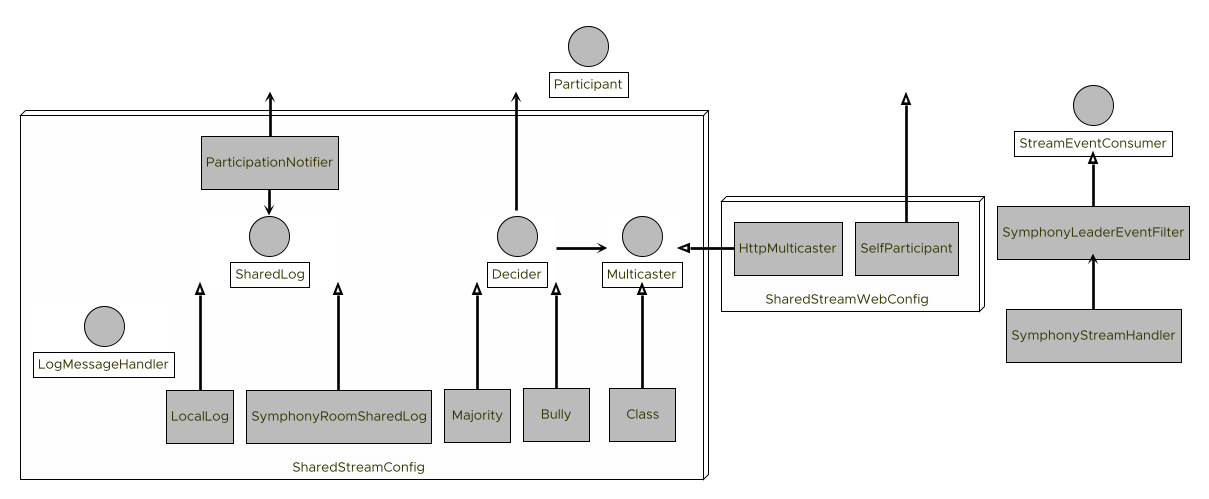 Participant
StreamEventConsumer
ParticipationNotifier
SymphonyLeaderEventFilter
HttpMulticaster
SelfParticipant
SharedLog
Decider
Multicaster
SharedStreamWebConfig
SymphonyStreamHandler
LogMessageHandler
LocalLog
SymphonyRoomSharedLog
Majority
Bully
Class
SharedStreamConfig